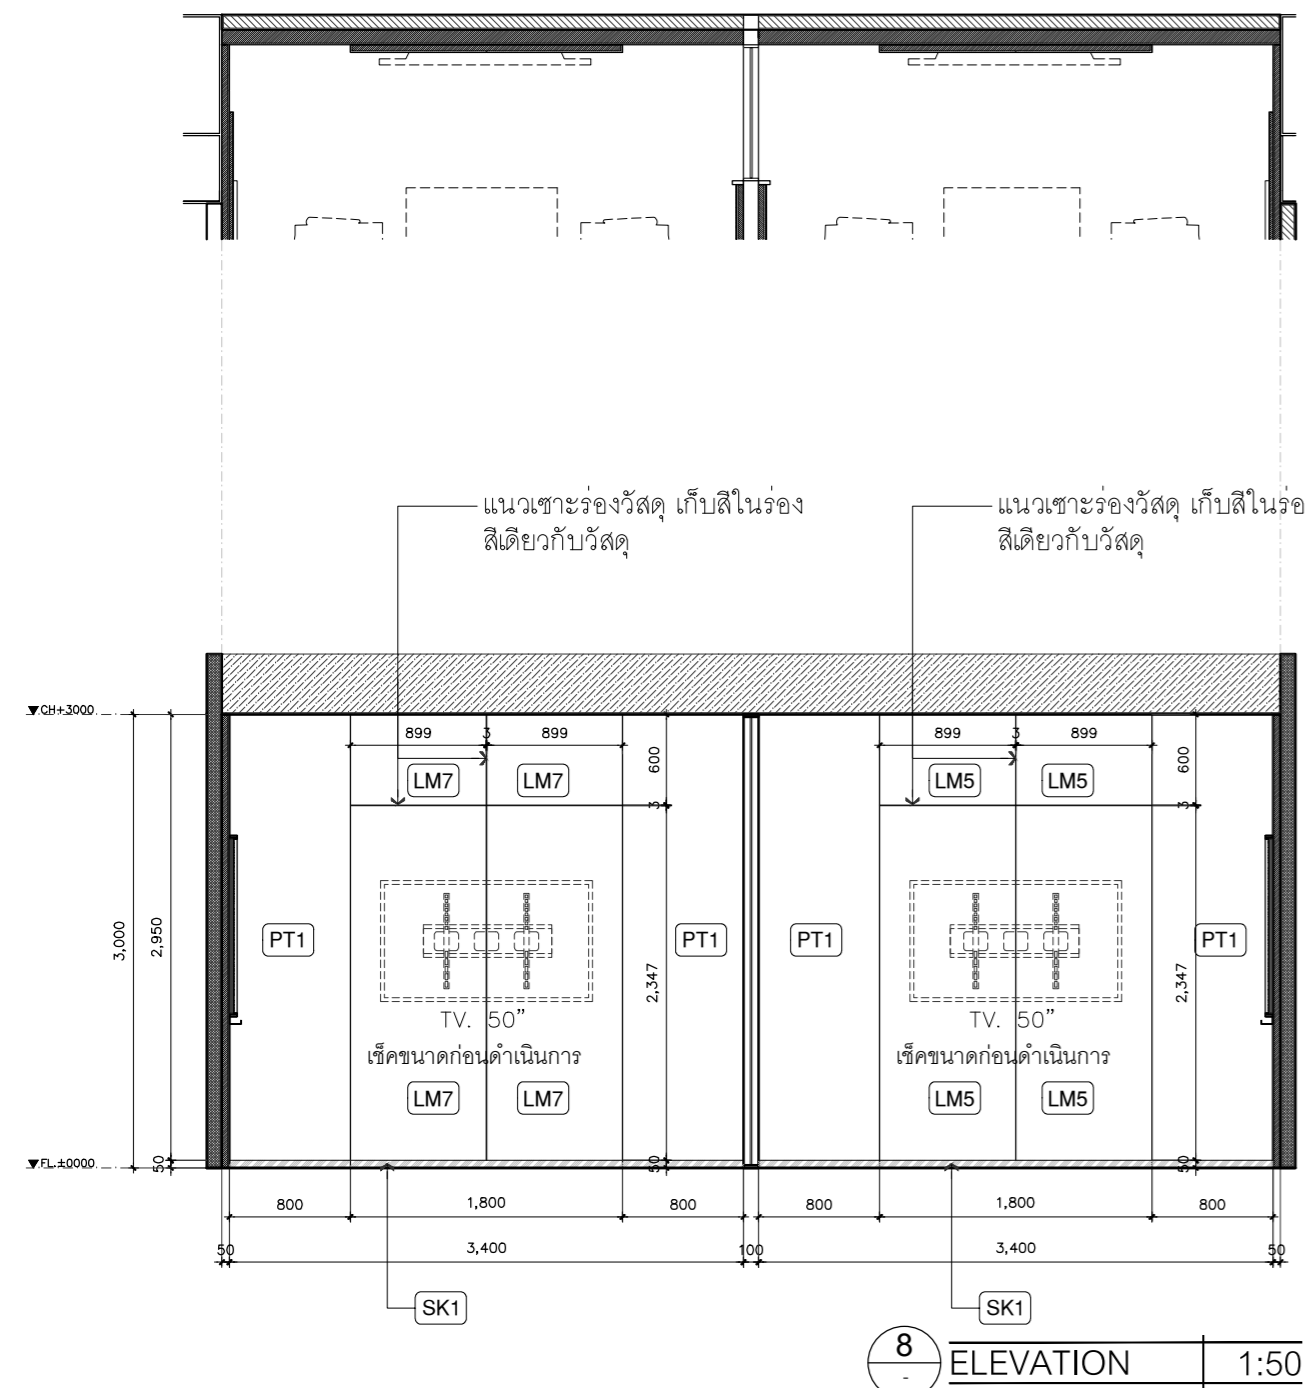 แนวเซาะร่องวัสดุ เก็บสีในร่อง
สีเดียวกับวัสดุ
แนวเซาะร่องวัสดุ เก็บสีในร่อ
สีเดียวกับวัสดุ
CH+3000
899 3 899
899 3 899
LM7 LM7
LM5 LM5
600
3
600
3
3,000
2,950
PT1 PT1 PT1 PT1
2,347
2,347
TV. 50”
เช็คขนาดก่อนดำเนินการ
TV. 50”
เช็คขนาดก่อนดำเนินการ
LM7 LM7
LM5 LM5
FL.±0000
50
50
50
800 1,800 800 800 1,800 800
50 3,400 100 3,400 50
SK1
SK1
8
-
ELEVATION 1:50